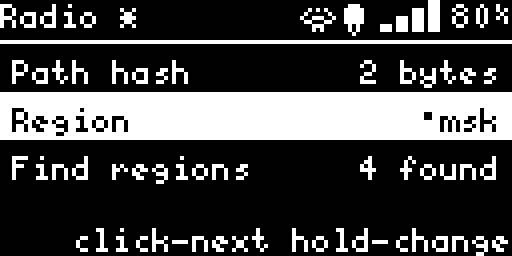 Radio 80%
Path hash 2 bytes
Region *msk
Find regions 4 found
click-next hold-change